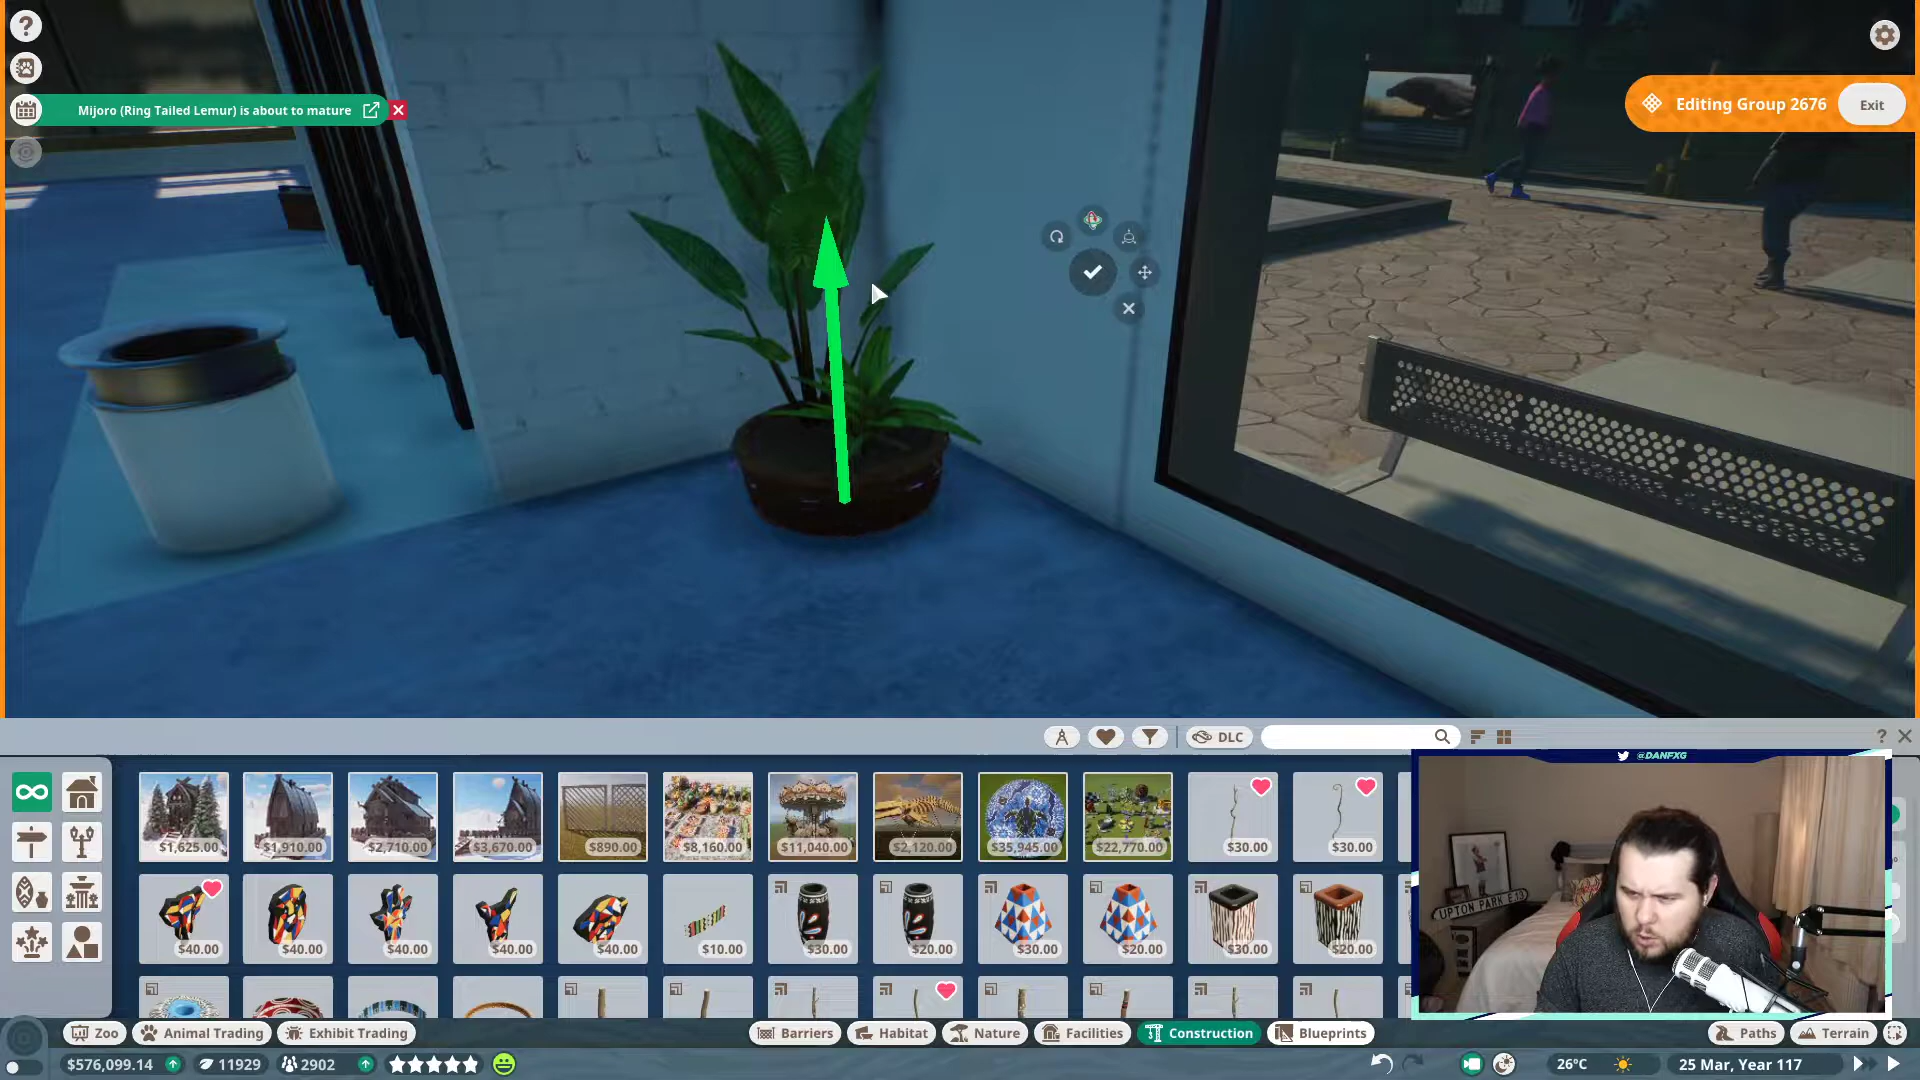 ?
Mijoro (Ring Tailed Lemur) is about to mature
Editing Group 2676 Exit
DLC
?
@DANFXG
$1,625.00 $1,910.00 $2,710.00 $3,670.00 $890.00 $8,160.00 $11,040.00 $2,120.00 $35,945.00 $22,770.00 $30.00 $30.00
$40.00 $40.00 $40.00 $40.00 $40.00 $10.00 $30.00 $20.00 $30.00 $20.00 $30.00 $20.00
UPTON PARK E.13
Zoo Animal Trading Exhibit Trading Barriers Habitat Nature Facilities Construction Blueprints Paths Terrain
$576,099.14 11929 2902 26°C 25 Mar, Year 117